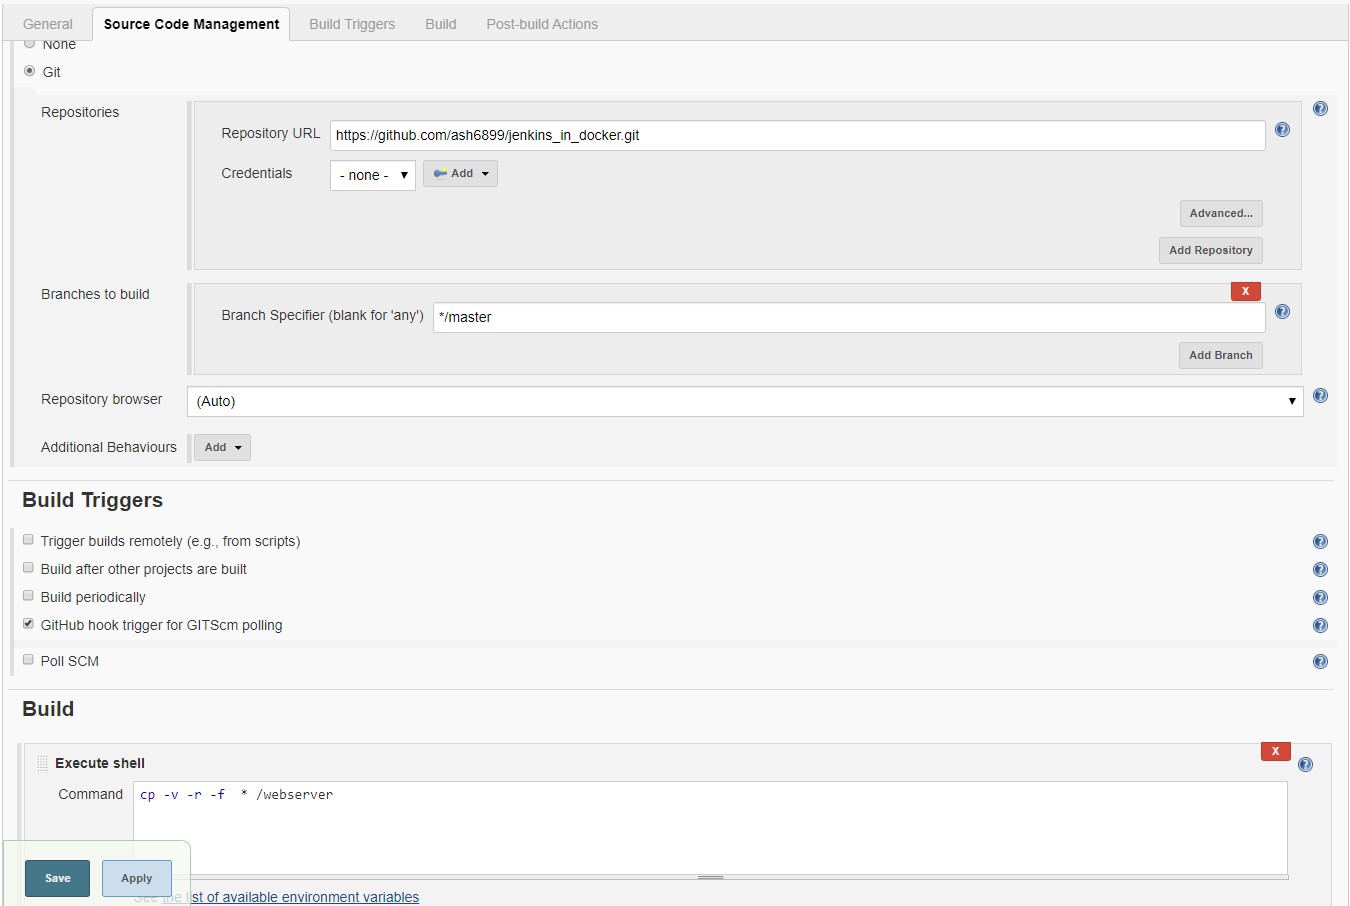 General Source Code Management Build Triggers Build Post-build Actions
None
Git
Repositories
Repository URL https://github.com/ash6899/jenkins_in_docker.git
Credentials - none - Add
Advanced...
Add Repository
Branches to build
X
Branch Specifier (blank for 'any') */master
Add Branch
Repository browser (Auto)
Additional Behaviours Add
Build Triggers
Trigger builds remotely (e.g., from scripts)
Build after other projects are built
Build periodically
GitHub hook trigger for GITScm polling
Poll SCM
Build
X
Execute shell
Command cp -v -r -f  * /webserver
Save Apply
See the list of available environment variables